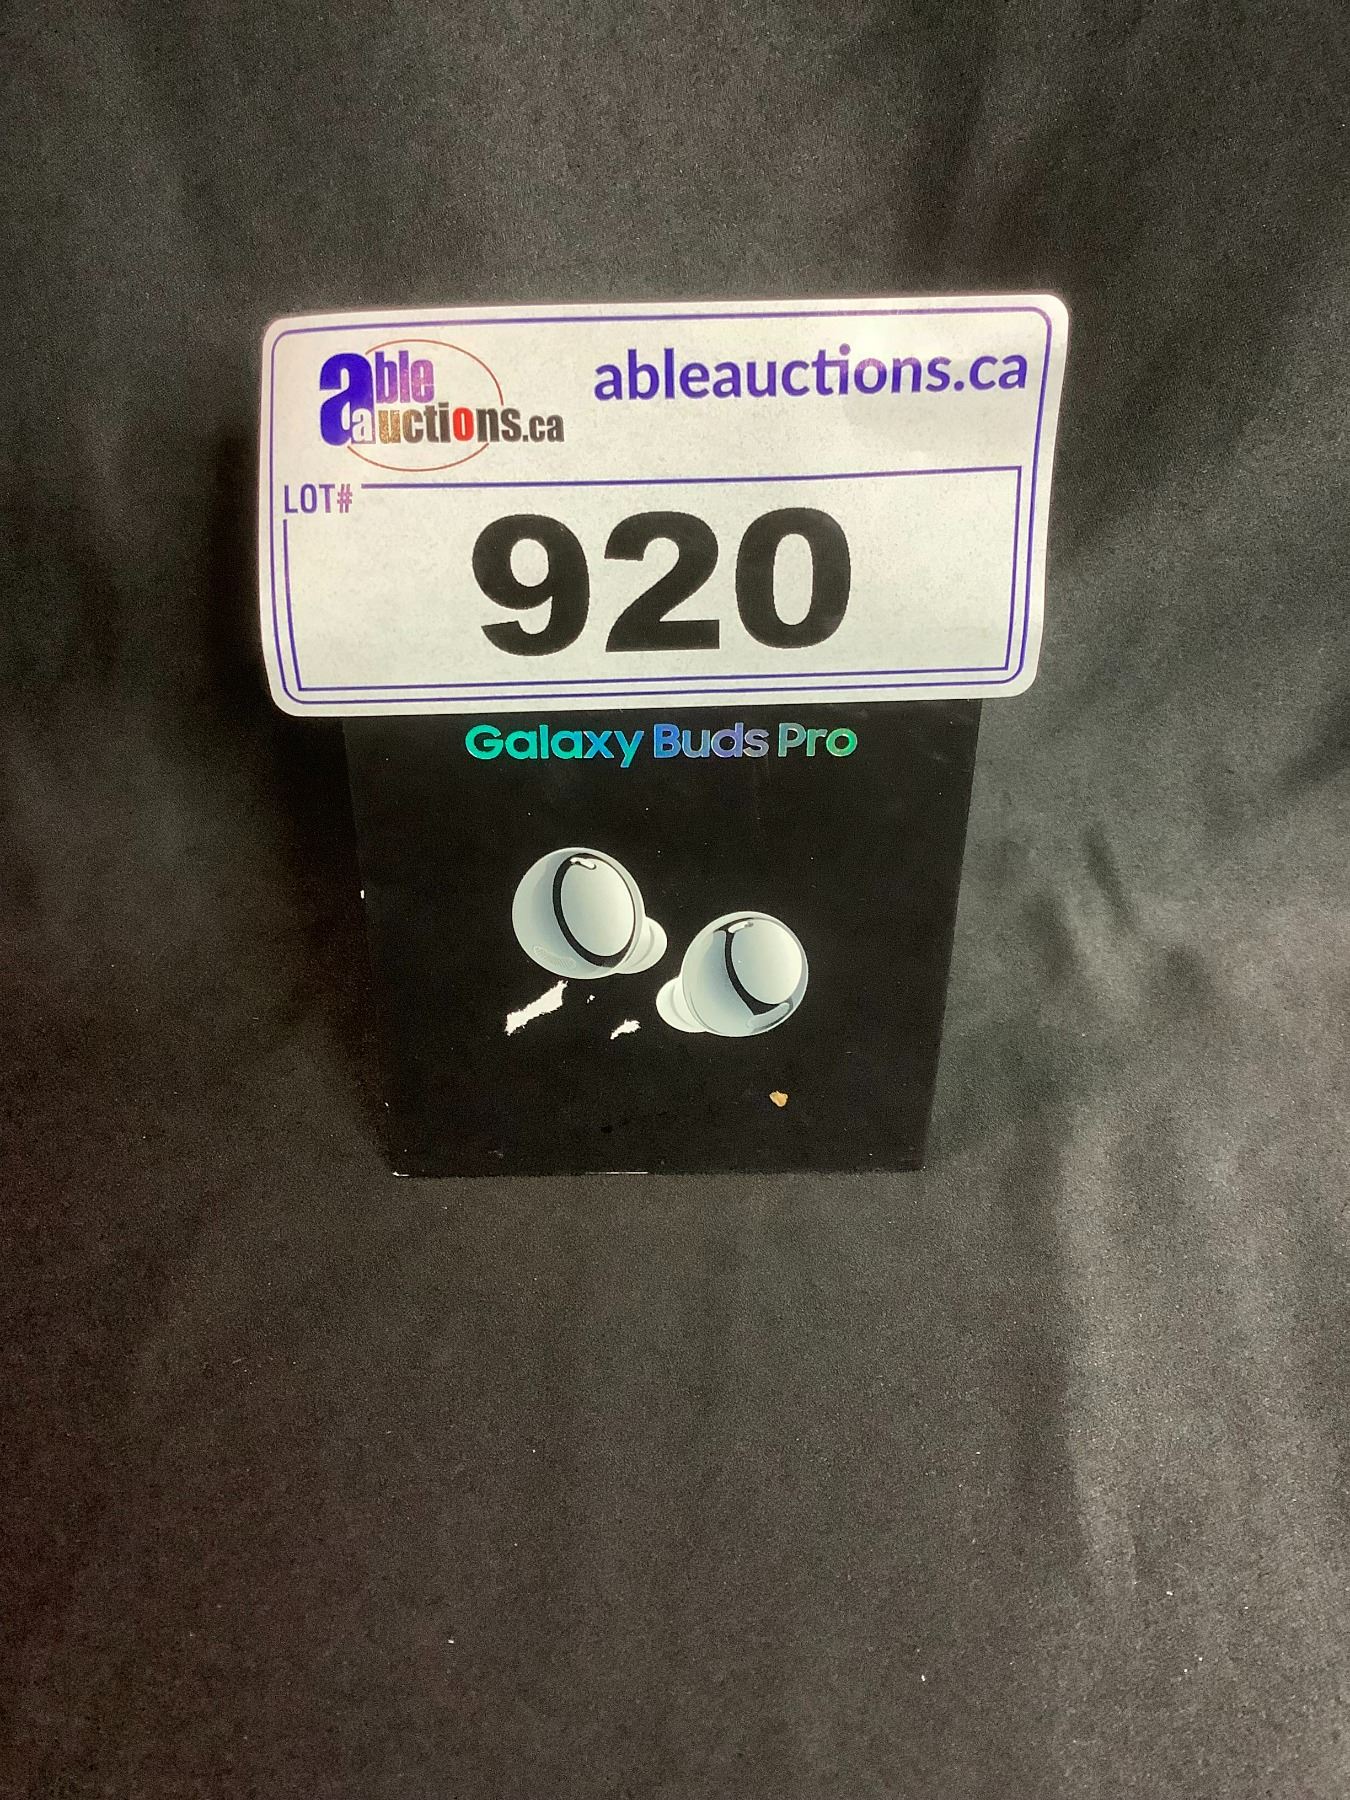 able
auctions.ca
ableauctions.ca
LOT#
920
Galaxy Buds Pro